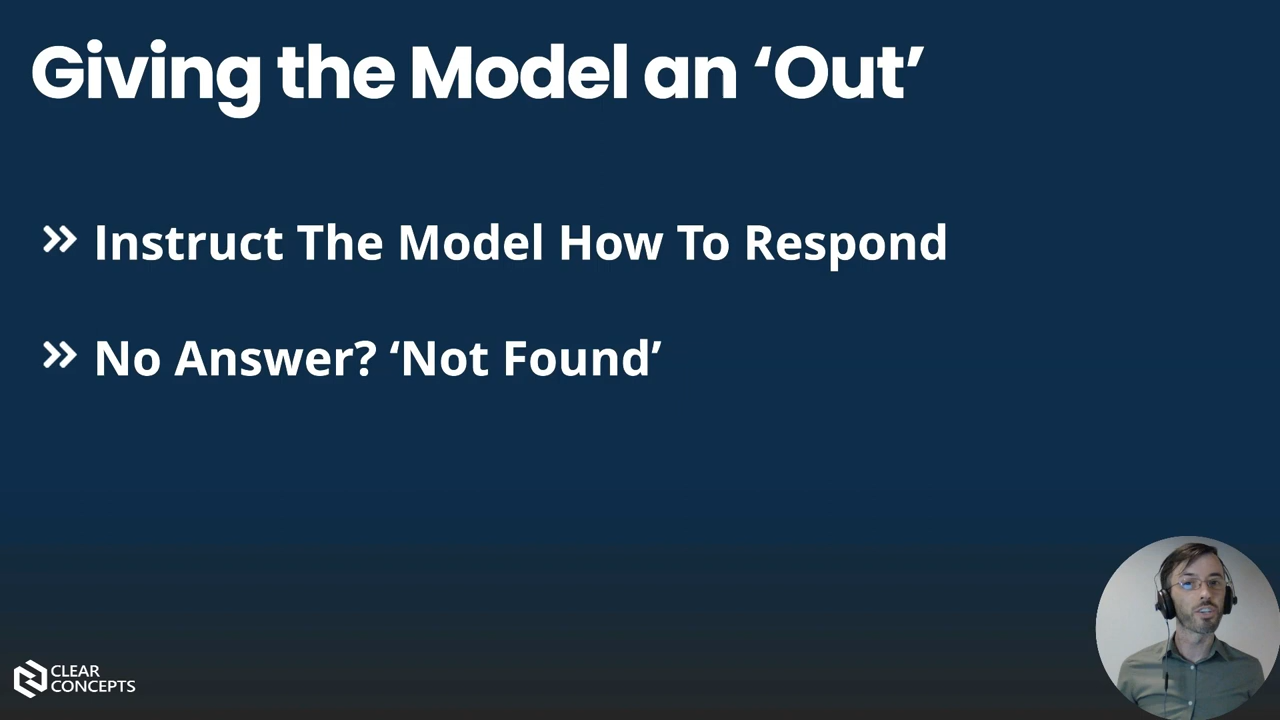 Giving the Model an ‘Out’
Instruct The Model How To Respond
No Answer? ‘Not Found’
CLEAR
CONCEPTS